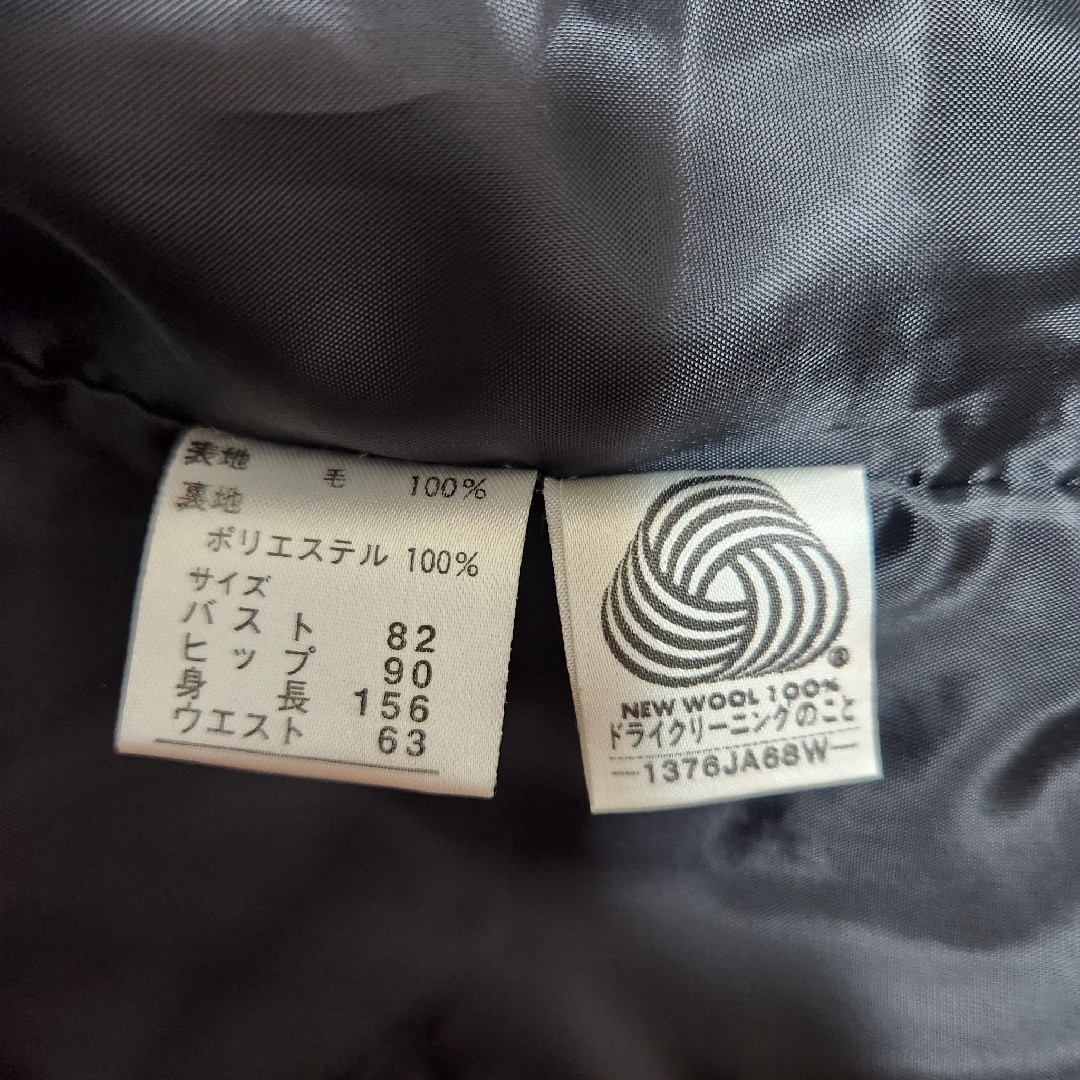 表地
毛 100%
裏地
ポリエステル 100%
サイズ
バスト 82
ヒップ 90
身長 156
ウエスト 63
®
NEW WOOL 100%
ドライクリーニングのこと
—1376JA68W—